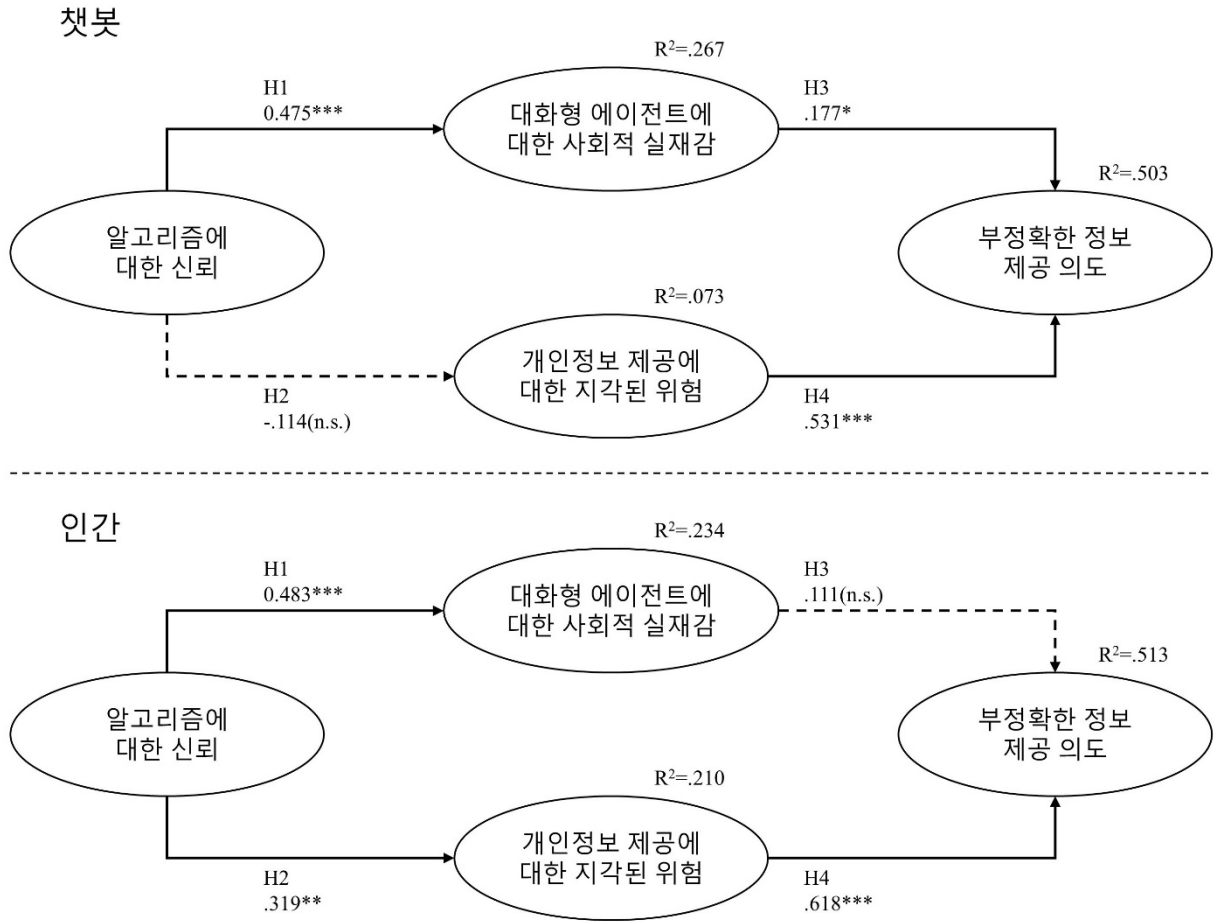 챗봇
R²=.267
H1
0.475***
대화형 에이전트에
대한 사회적 실재감
H3
.177*
R²=.503
알고리즘에
대한 신뢰
부정확한 정보
제공 의도
R²=.073
개인정보 제공에
대한 지각된 위험
H2
-.114(n.s.)
H4
.531***
인간
R²=.234
H1
0.483***
대화형 에이전트에
대한 사회적 실재감
H3
.111(n.s.)
R²=.513
알고리즘에
대한 신뢰
부정확한 정보
제공 의도
R²=.210
개인정보 제공에
대한 지각된 위험
H2
.319**
H4
.618***